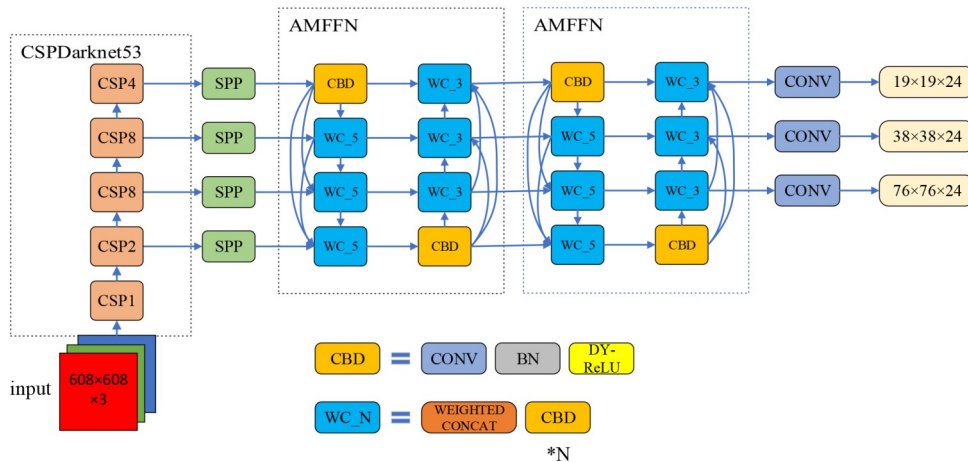 AMFFN
AMFFN
CSPDarknet53
CSP4
SPP
CBD
WC_3
CBD
WC_3
CONV
19×19×24
CSP8
SPP
WC_5
WC_3
WC_5
WC_3
CONV
38×38×24
CSP8
SPP
WC_5
WC_3
WC_5
WC_3
CONV
76×76×24
CSP2
SPP
WC_5
CBD
WC_5
CBD
CSP1
input
608×608
×3
CBD
=
CONV
BN
DY-
ReLU
WC_N
=
WEIGHTED
CONCAT
CBD
*N